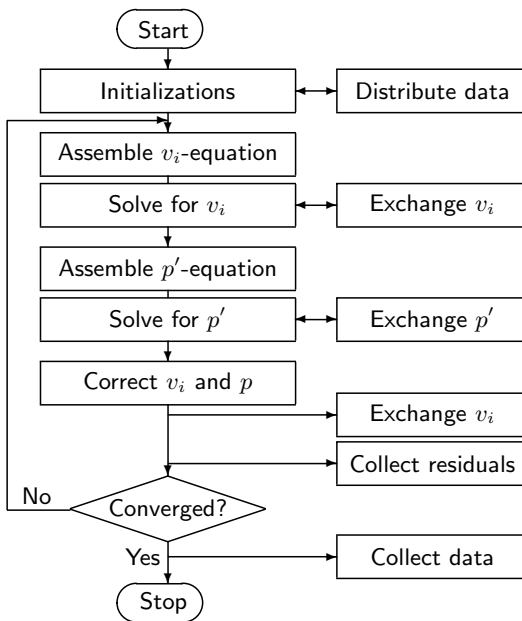 Start
Initializations
Distribute data
Assemble $v_i$-equation
Solve for $v_i$
Exchange $v_i$
Assemble $p'$-equation
Solve for $p'$
Exchange $p'$
Correct $v_i$ and $p$
Exchange $v_i$
Collect residuals
No
Converged?
Yes
Collect data
Stop